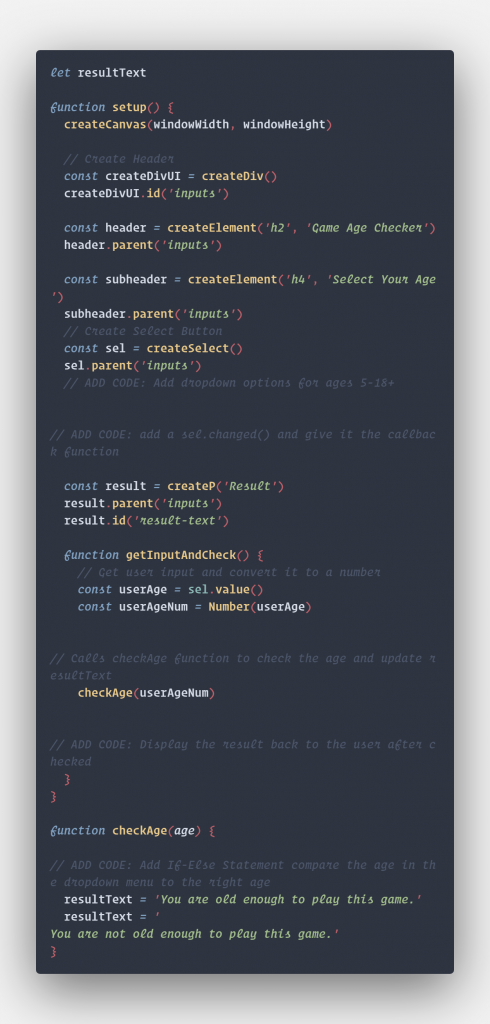 let resultText
function setup() {
createCanvas(windowWidth, windowHeight)
// Create Header
const createDivUI = createDiv()
createDivUI.id('inputs')
const header = createElement('h2', 'Game Age Checker')
header.parent('inputs')
const subheader = createElement('h4', 'Select Your Age
')
subheader.parent('inputs')
// Create Select Button
const sel = createSelect()
sel.parent('inputs')
// ADD CODE: Add dropdown options for ages 5-18+
// ADD CODE: add a sel.changed() and give it the callbac
k function
const result = createP('Result')
result.parent('inputs')
result.id('result-text')
function getInputAndCheck() {
// Get user input and convert it to a number
const userAge = sel.value()
const userAgeNum = Number(userAge)
// Calls checkAge function to check the age and update r
esultText
checkAge(userAgeNum)
// ADD CODE: Display the result back to the user after c
hecked
}
}
function checkAge(age) {
// ADD CODE: Add If-Else Statement compare the age in th
e dropdown menu to the right age
resultText = 'You are old enough to play this game.'
resultText = '
You are not old enough to play this game.'
}